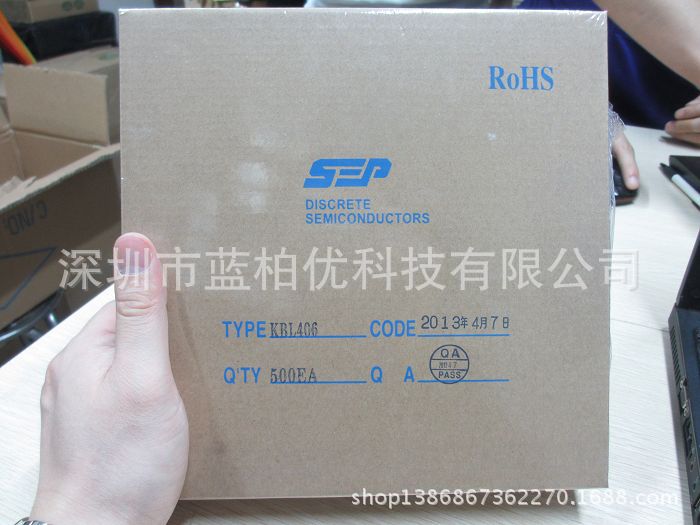 RoHS
SEP
DISCRETE
SEMICONDUCTORS
深圳市蓝柏优科技有限公司
TYPE KBL406 CODE 2013年4月7日
Q'TY 500EA Q A QA
PASS
C/NO.
shop1386867362270.1688.com